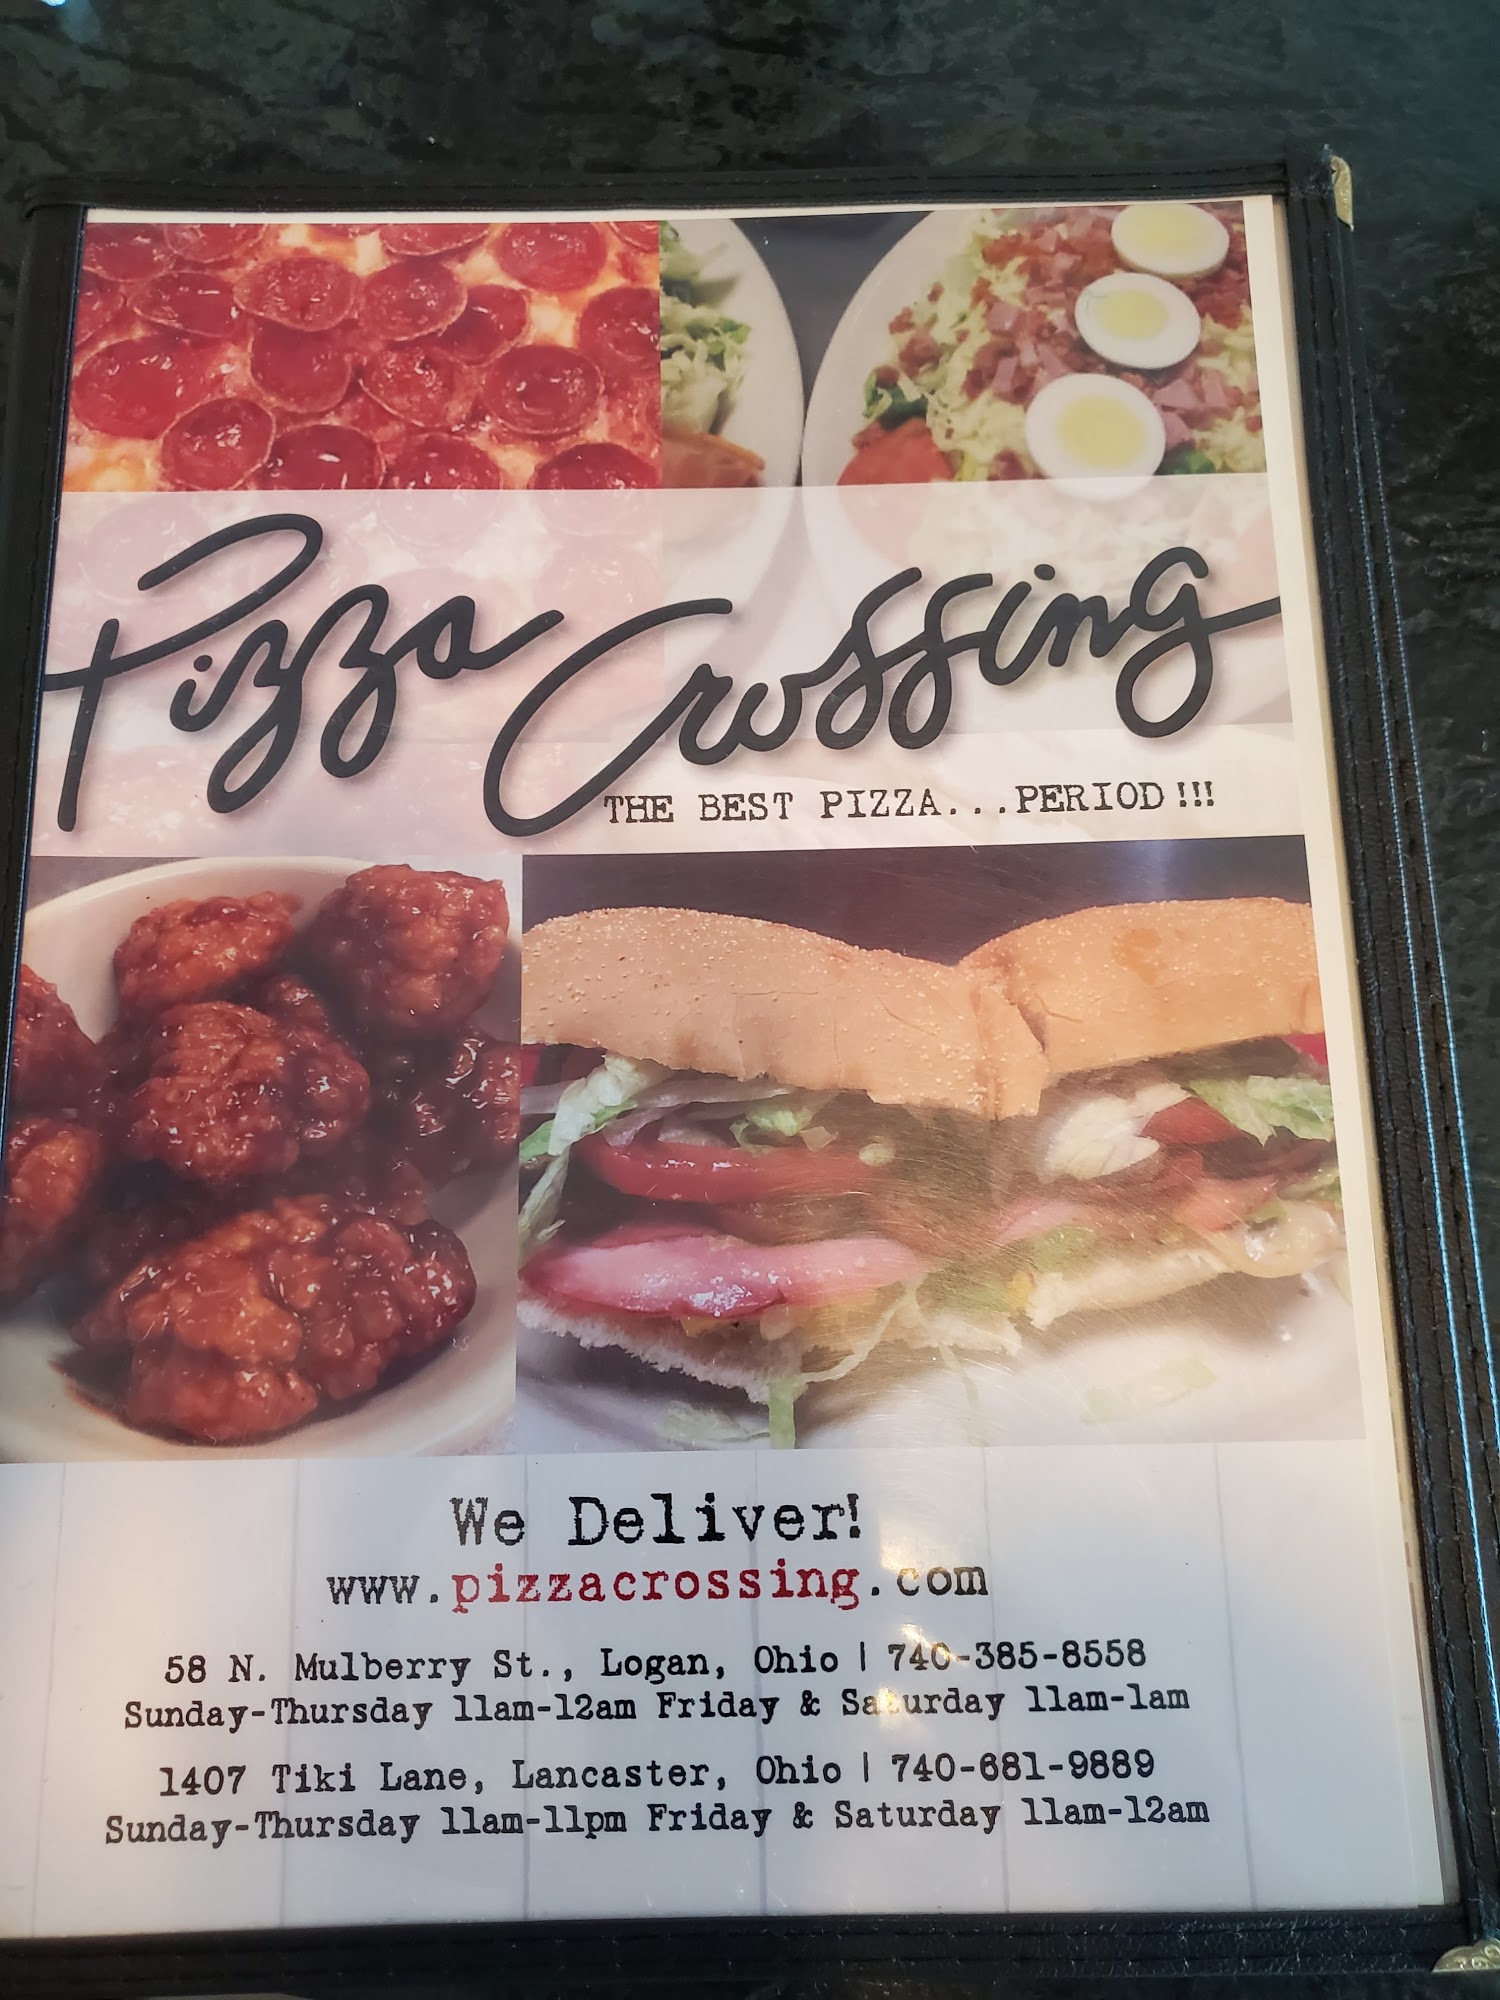 Pizza Crossing
THE BEST PIZZA...PERIOD!!!
We Deliver!
www.pizzacrossing.com
58 N. Mulberry St., Logan, Ohio | 740-385-8558
Sunday-Thursday 11am-12am Friday & Saturday 11am-1am
1407 Tiki Lane, Lancaster, Ohio | 740-681-9889
Sunday-Thursday 11am-11pm Friday & Saturday 11am-12am